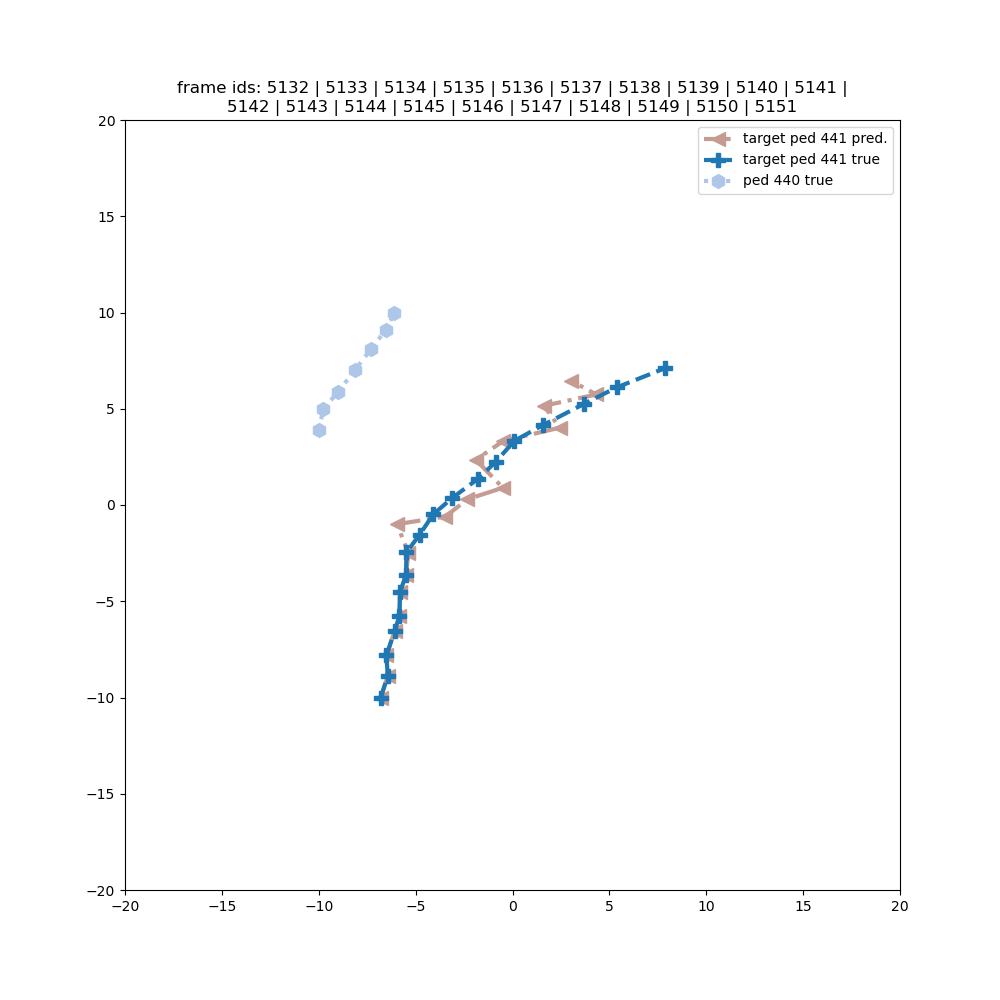 frame ids: 5132 | 5133 | 5134 | 5135 | 5136 | 5137 | 5138 | 5139 | 5140 | 5141 |
5142 | 5143 | 5144 | 5145 | 5146 | 5147 | 5148 | 5149 | 5150 | 5151
target ped 441 pred.
target ped 441 true
ped 440 true
20
15
10
5
0
−5
−10
−15
−20
−20 −15 −10 −5 0 5 10 15 20